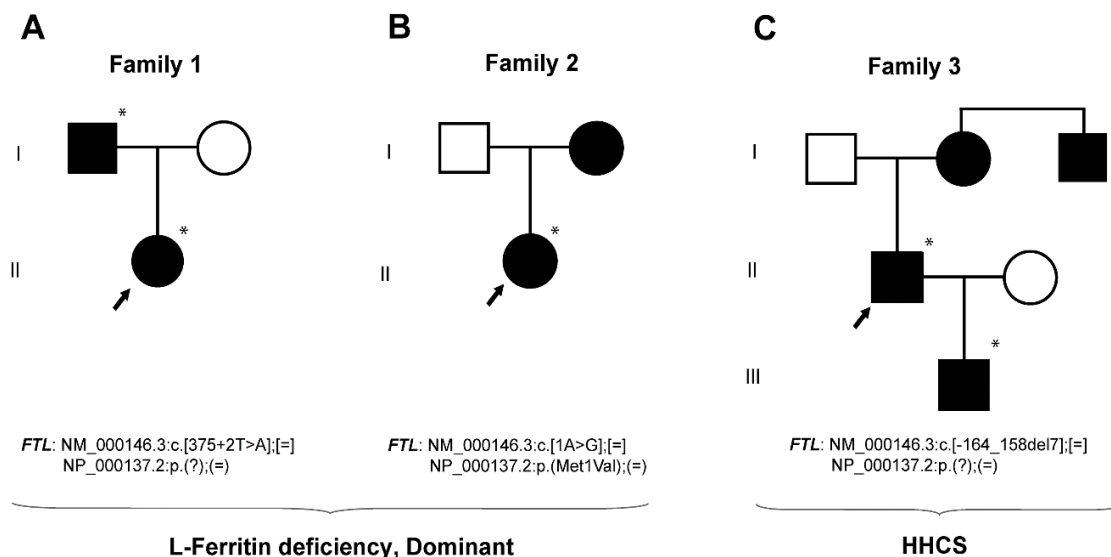 A
Family 1
I
*
II
*
FTL: NM_000146.3:c.[375+2T>A];[=]
NP_000137.2:p.(?);(=)
B
Family 2
I
II
*
FTL: NM_000146.3:c.[1A>G];[=]
NP_000137.2:p.(Met1Val);(=)
L-Ferritin deficiency, Dominant
C
Family 3
I
II
*
III
*
FTL: NM_000146.3:c.[-164_158del7];[=]
NP_000137.2:p.(?);(=)
HHCS